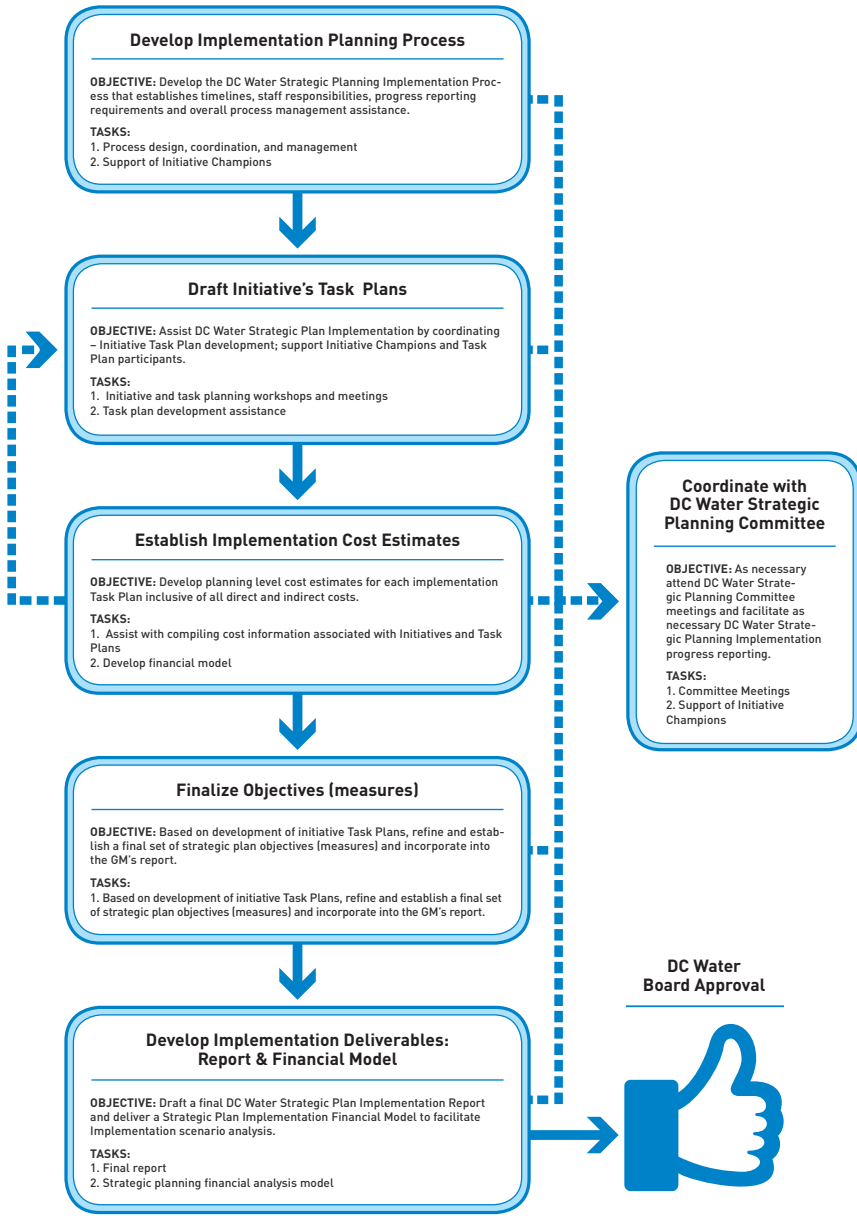 Develop Implementation Planning Process
OBJECTIVE: Develop the DC Water Strategic Planning Implementation Proc-
ess that establishes timelines, staff responsibilities, progress reporting
requirements and overall process management assistance.
TASKS:
1. Process design, coordination, and management
2. Support of Initiative Champions
Draft Initiative's Task Plans
OBJECTIVE: Assist DC Water Strategic Plan Implementation by coordinating
– Initiative Task Plan development; support Initiative Champions and Task
Plan participants.
TASKS:
1. Initiative and task planning workshops and meetings
2. Task plan development assistance
Establish Implementation Cost Estimates
OBJECTIVE: Develop planning level cost estimates for each implementation
Task Plan inclusive of all direct and indirect costs.
TASKS:
1. Assist with compiling cost information associated with Initiatives and Task
Plans
2. Develop financial model
Coordinate with
DC Water Strategic
Planning Committee
OBJECTIVE: As necessary
attend DC Water Strate-
gic Planning Committee
meetings and facilitate as
necessary DC Water Strate-
gic Planning Implementation
progress reporting.
TASKS:
1. Committee Meetings
2. Support of Initiative
Champions
Finalize Objectives (measures)
OBJECTIVE: Based on development of initiative Task Plans, refine and estab-
lish a final set of strategic plan objectives (measures) and incorporate into
the GM's report.
TASKS:
1. Based on development of initiative Task Plans, refine and establish a final set
of strategic plan objectives (measures) and incorporate into the GM's report.
Develop Implementation Deliverables:
Report & Financial Model
OBJECTIVE: Draft a final DC Water Strategic Plan Implementation Report
and deliver a Strategic Plan Implementation Financial Model to facilitate
Implementation scenario analysis.
TASKS:
1. Final report
2. Strategic planning financial analysis model
DC Water
Board Approval